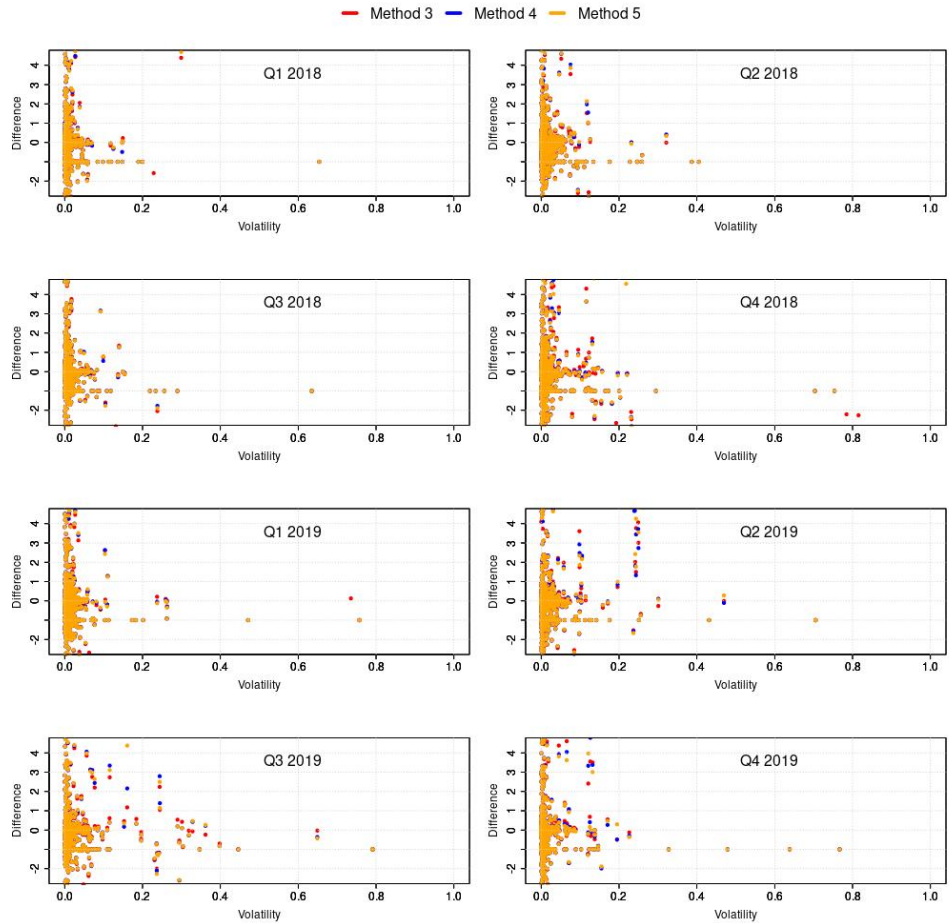 Method 3 Method 4 Method 5
Q1 2018
Difference
-2 0 1 2 3 4
0.0 0.2 0.4 0.6 0.8 1.0
Volatility
Q2 2018
Difference
-2 0 1 2 3 4
0.0 0.2 0.4 0.6 0.8 1.0
Volatility
Q3 2018
Difference
-2 0 1 2 3 4
0.0 0.2 0.4 0.6 0.8 1.0
Volatility
Q4 2018
Difference
-2 0 1 2 3 4
0.0 0.2 0.4 0.6 0.8 1.0
Volatility
Q1 2019
Difference
-2 0 1 2 3 4
0.0 0.2 0.4 0.6 0.8 1.0
Volatility
Q2 2019
Difference
-2 0 1 2 3 4
0.0 0.2 0.4 0.6 0.8 1.0
Volatility
Q3 2019
Difference
-2 0 1 2 3 4
0.0 0.2 0.4 0.6 0.8 1.0
Volatility
Q4 2019
Difference
-2 0 1 2 3 4
0.0 0.2 0.4 0.6 0.8 1.0
Volatility